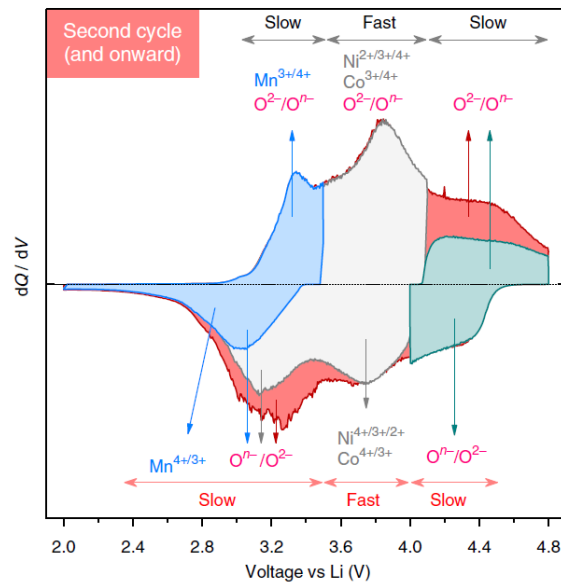 Second cycle
(and onward)
Slow
Fast
Slow
Mn3+/4+
O2–/On–
Ni2+/3+/4+
Co3+/4+
O2–/On–
O2–/On–
dQ / dV
Mn4+/3+
On–/O2–
Ni4+/3+/2+
Co4+/3+
On–/O2–
Slow
Fast
Slow
2.0
2.4
2.8
3.2
3.6
4.0
4.4
4.8
Voltage vs Li (V)